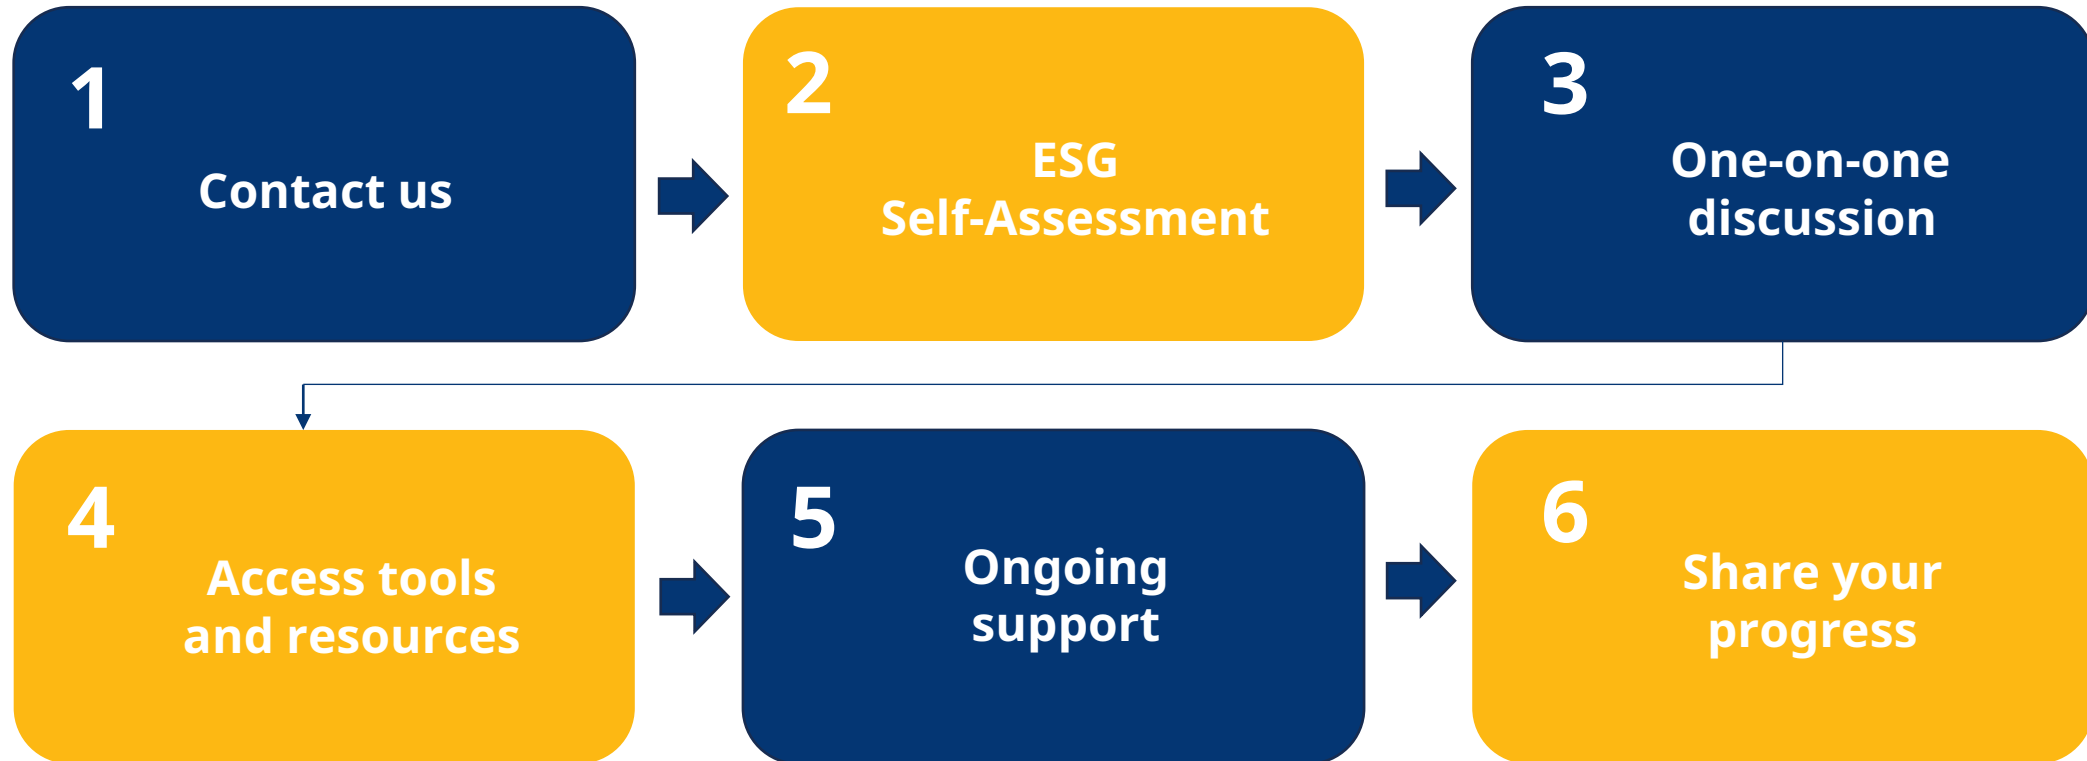 1
Contact us
2
ESG
Self-Assessment
3
One-on-one
discussion
4
Access tools
and resources
5
Ongoing
support
6
Share your
progress